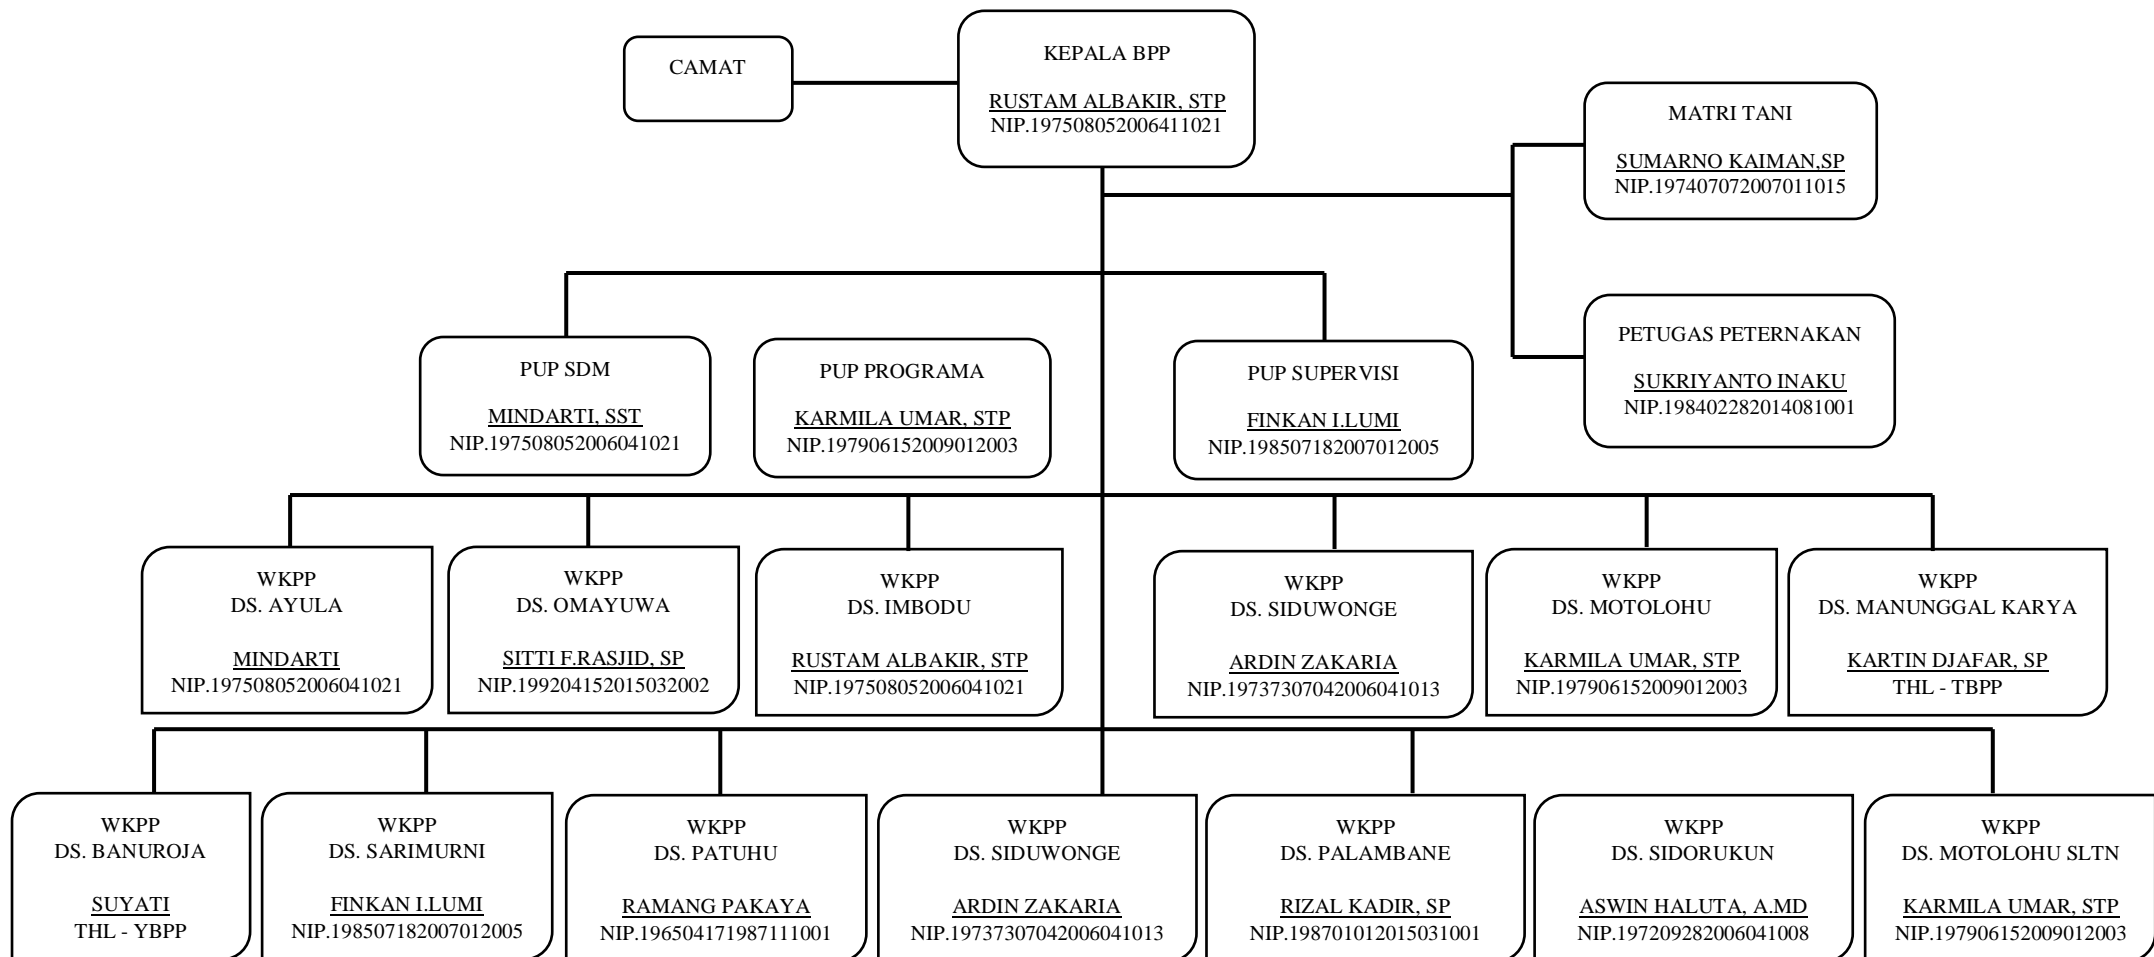 CAMAT
KEPALA BPP
RUSTAM ALBAKIR, STP
NIP.197508052006411021
MATRI TANI
SUMARNO KAIMAN,SP
NIP.197407072007011015
PETUGAS PETERNAKAN
SUKRIYANTO INAKU
NIP.198402282014081001
PUP SDM
MINDARTI, SST
NIP.197508052006041021
PUP PROGRAMA
KARMILA UMAR, STP
NIP.197906152009012003
PUP SUPERVISI
FINKAN I.LUMI
NIP.198507182007012005
WKPP
DS. AYULA
MINDARTI
NIP.197508052006041021
WKPP
DS. OMAYUWA
SITTI F.RASJID, SP
NIP.199204152015032002
WKPP
DS. IMBODU
RUSTAM ALBAKIR, STP
NIP.197508052006041021
WKPP
DS. SIDUWONGE
ARDIN ZAKARIA
NIP.19737307042006041013
WKPP
DS. MOTOLOHU
KARMILA UMAR, STP
NIP.197906152009012003
WKPP
DS. MANUNGGAL KARYA
KARTIN DJAFAR, SP
THL - TBPP
WKPP
DS. BANUROJA
SUYATI
THL - YBPP
WKPP
DS. SARIMURNI
FINKAN I.LUMI
NIP.198507182007012005
WKPP
DS. PATUHU
RAMANG PAKAYA
NIP.196504171987111001
WKPP
DS. SIDUWONGE
ARDIN ZAKARIA
NIP.19737307042006041013
WKPP
DS. PALAMBANE
RIZAL KADIR, SP
NIP.198701012015031001
WKPP
DS. SIDORUKUN
ASWIN HALUTA, A.MD
NIP.197209282006041008
WKPP
DS. MOTOLOHU SLTN
KARMILA UMAR, STP
NIP.197906152009012003